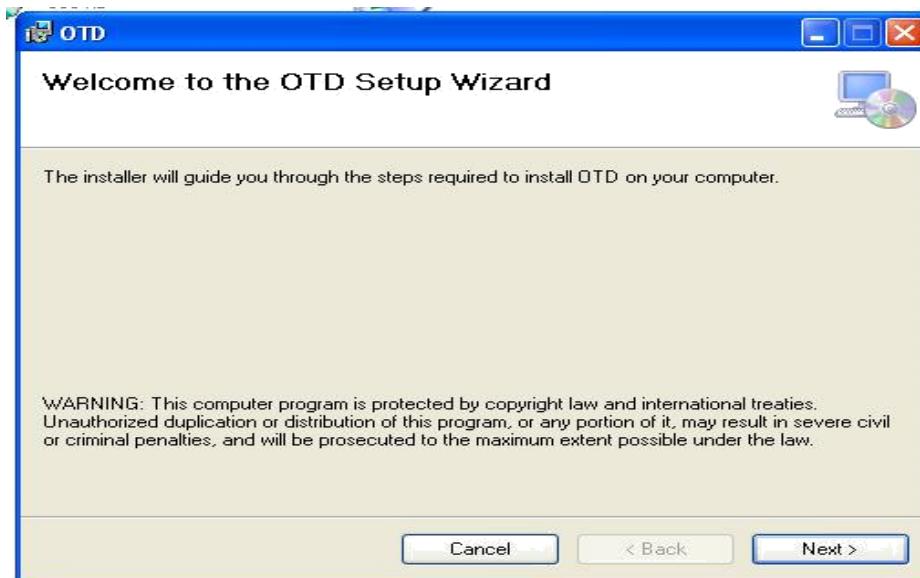 OTD
Welcome to the OTD Setup Wizard
The installer will guide you through the steps required to install OTD on your computer.
WARNING: This computer program is protected by copyright law and international treaties.
Unauthorized duplication or distribution of this program, or any portion of it, may result in severe civil
or criminal penalties, and will be prosecuted to the maximum extent possible under the law.
Cancel
< Back
Next >